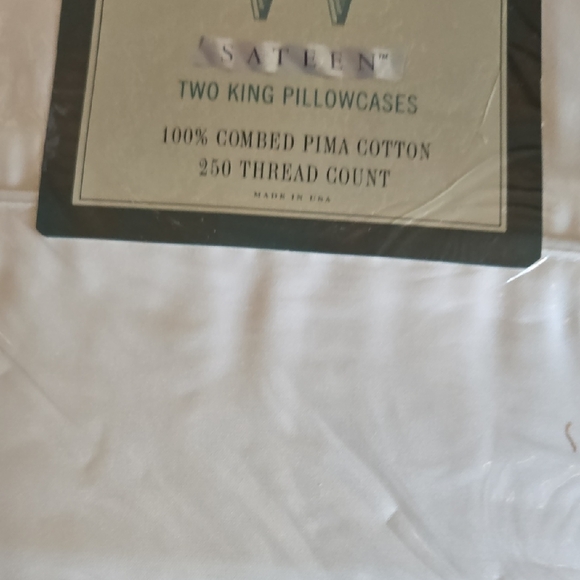 SATEEN™
TWO KING PILLOWCASES
100% COMBED PIMA COTTON
250 THREAD COUNT
MADE IN USA